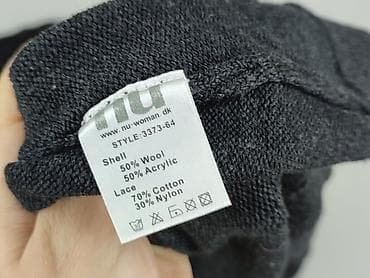 nu
www.nu-woman.dk
STYLE:3373-64
Shell
50% Wool
50% Acrylic
Lace
70% Cotton
30% Nylon